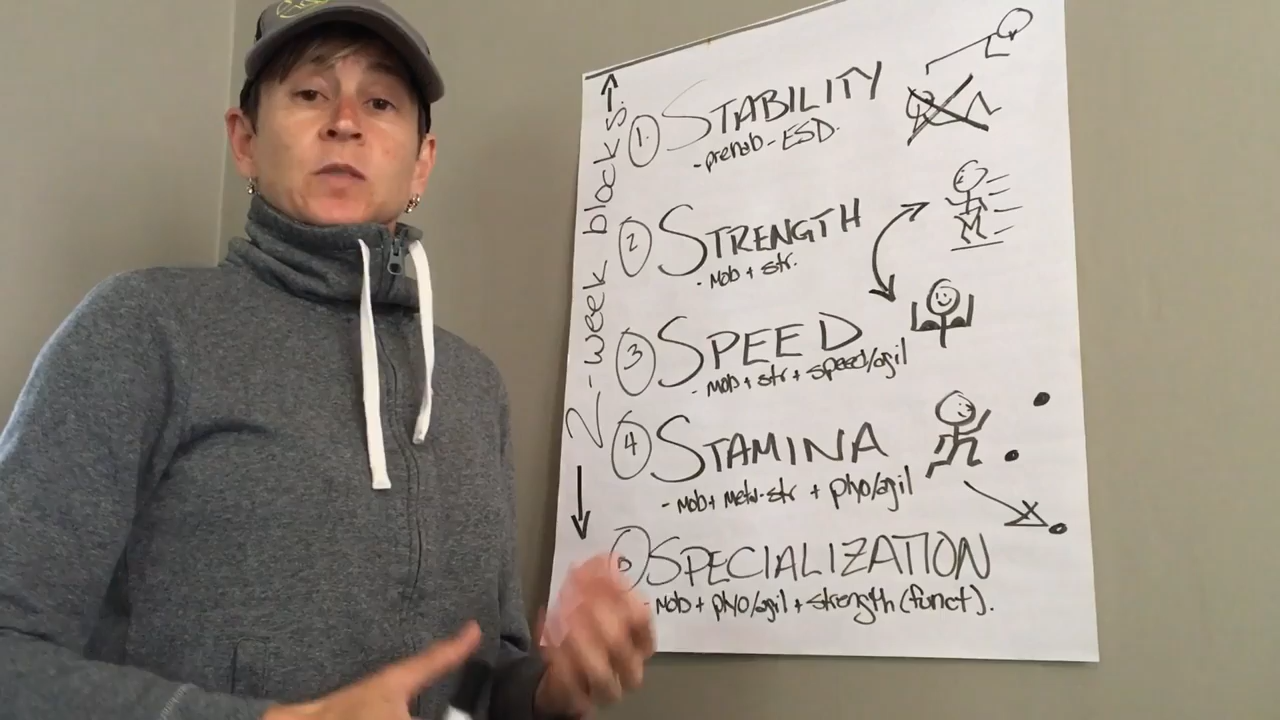 2-week blocks.
1. STABILITY
- prehab - ESD.
2 STRENGTH
- Mob + str.
3 SPEED
- Mob + str + speed/agil
4 STAMINA
- Mob + meta-str + plyo/agil
SPECIALIZATION
- Mob + plyo/agil + strength (funct).